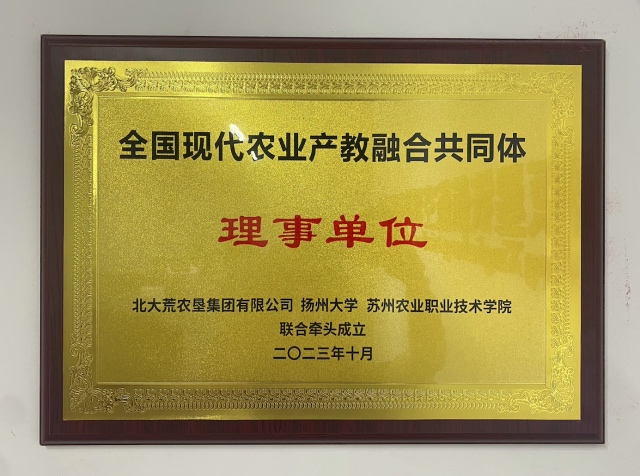 全国现代农业产教融合共同体
理事单位
北大荒农垦集团有限公司 扬州大学 苏州农业职业技术学院
联合牵头成立
二〇二三年十月